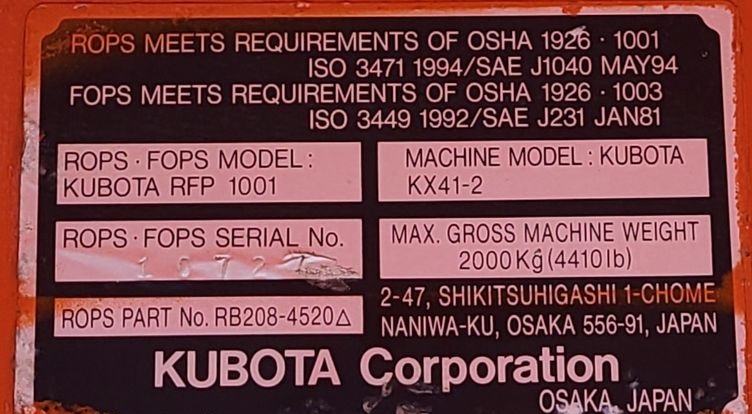 ROPS MEETS REQUIREMENTS OF OSHA 1926 · 1001
ISO 3471 1994/SAE J1040 MAY94
FOPS MEETS REQUIREMENTS OF OSHA 1926 · 1003
ISO 3449 1992/SAE J231 JAN81
ROPS · FOPS MODEL :
KUBOTA RFP 1001
MACHINE MODEL : KUBOTA
KX41-2
ROPS · FOPS SERIAL No.
MAX. GROSS MACHINE WEIGHT
2000Kg (4410lb)
ROPS PART No. RB208-4520△
2-47, SHIKITSUHIGASHI 1-CHOME
NANIWA-KU, OSAKA 556-91, JAPAN
KUBOTA Corporation
OSAKA, JAPAN